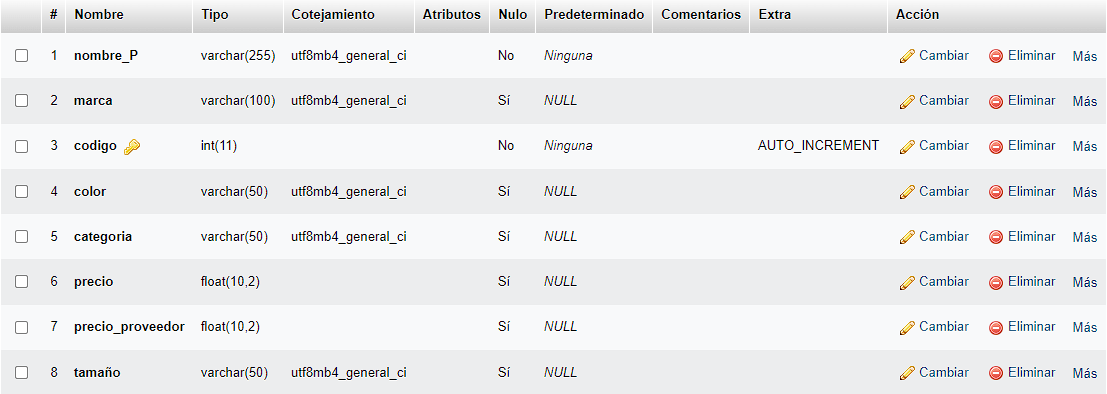 # Nombre Tipo Cotejamiento Atributos Nulo Predeterminado Comentarios Extra Acción
1 nombre_P varchar(255) utf8mb4_general_ci No Ninguna Cambiar Eliminar Más
2 marca varchar(100) utf8mb4_general_ci Sí NULL Cambiar Eliminar Más
3 codigo int(11) No Ninguna AUTO_INCREMENT Cambiar Eliminar Más
4 color varchar(50) utf8mb4_general_ci Sí NULL Cambiar Eliminar Más
5 categoria varchar(50) utf8mb4_general_ci Sí NULL Cambiar Eliminar Más
6 precio float(10,2) Sí NULL Cambiar Eliminar Más
7 precio_proveedor float(10,2) Sí NULL Cambiar Eliminar Más
8 tamaño varchar(50) utf8mb4_general_ci Sí NULL Cambiar Eliminar Más